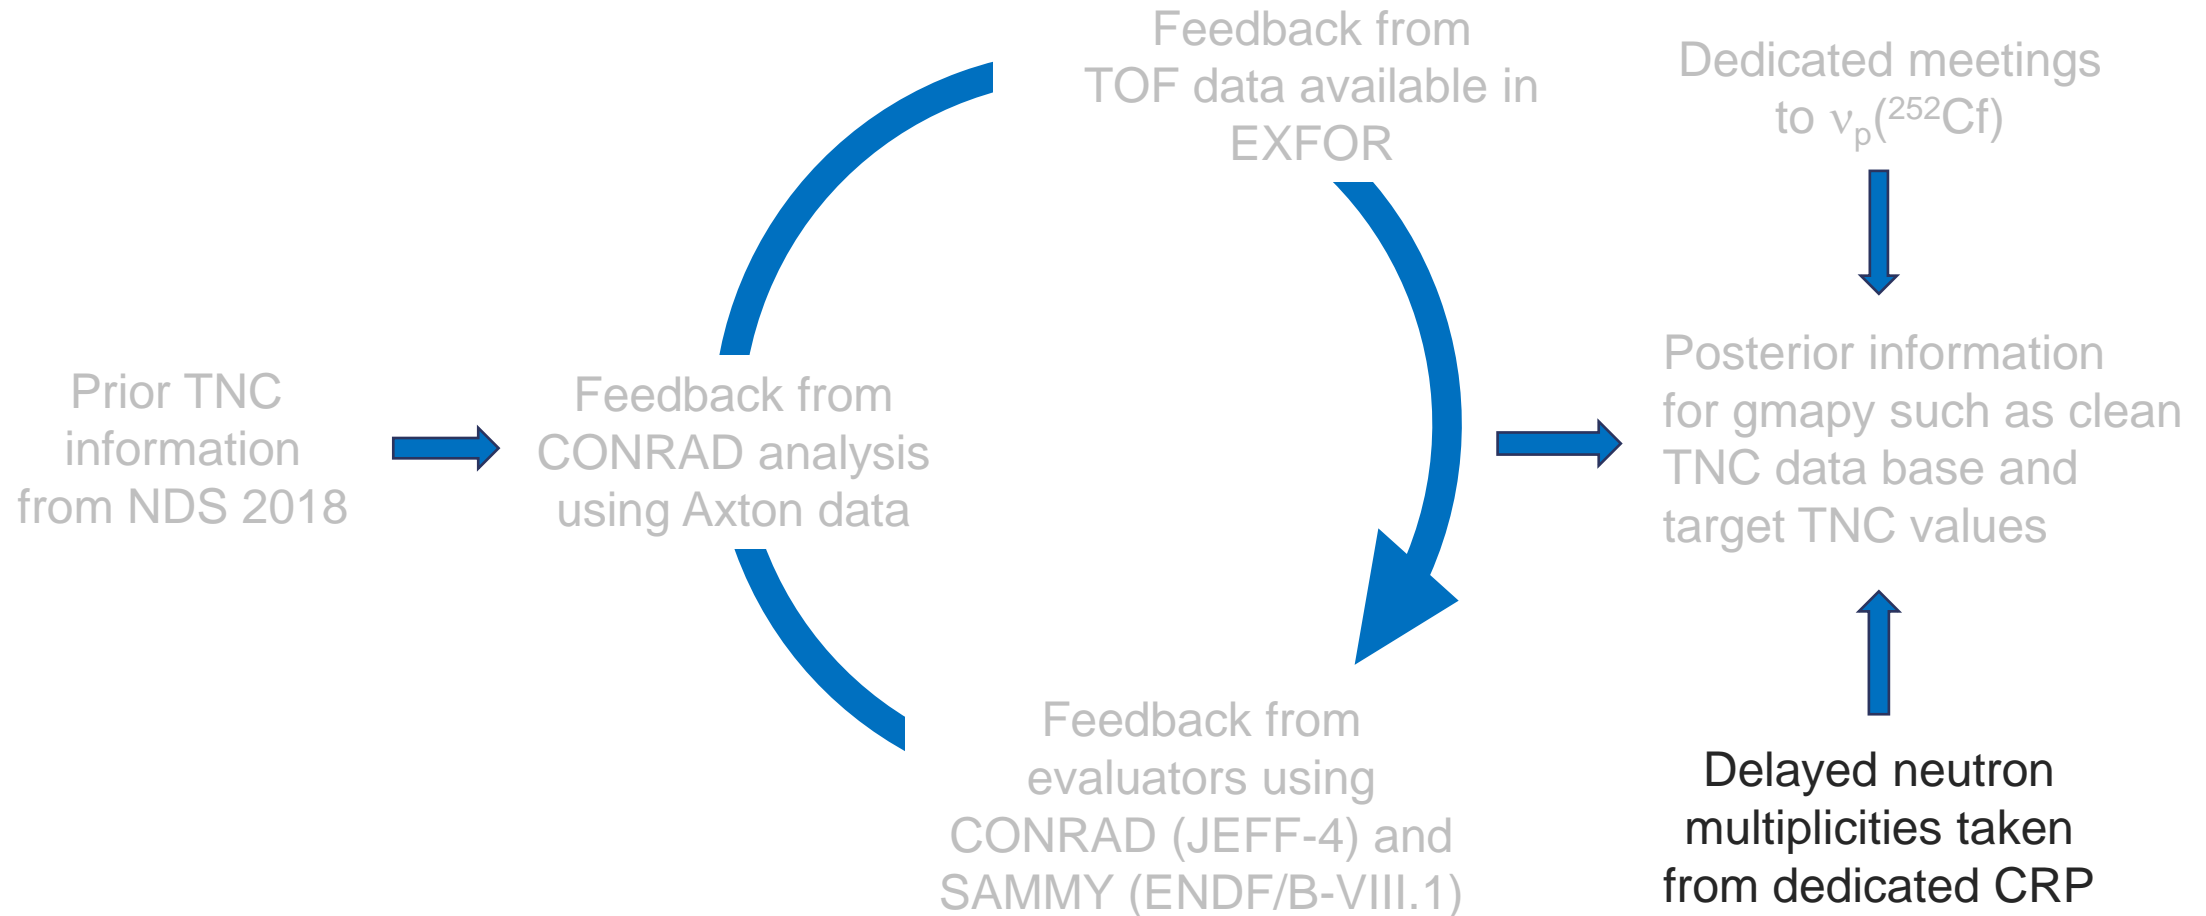 Feedback from
TOF data available in
EXFOR
Dedicated meetings
to νp(252Cf)
Prior TNC
information
from NDS 2018
Feedback from
CONRAD analysis
using Axton data
Posterior information
for gmapy such as clean
TNC data base and
target TNC values
Feedback from
evaluators using
CONRAD (JEFF-4) and
SAMMY (ENDF/B-VIII.1)
Delayed neutron
multiplicities taken
from dedicated CRP